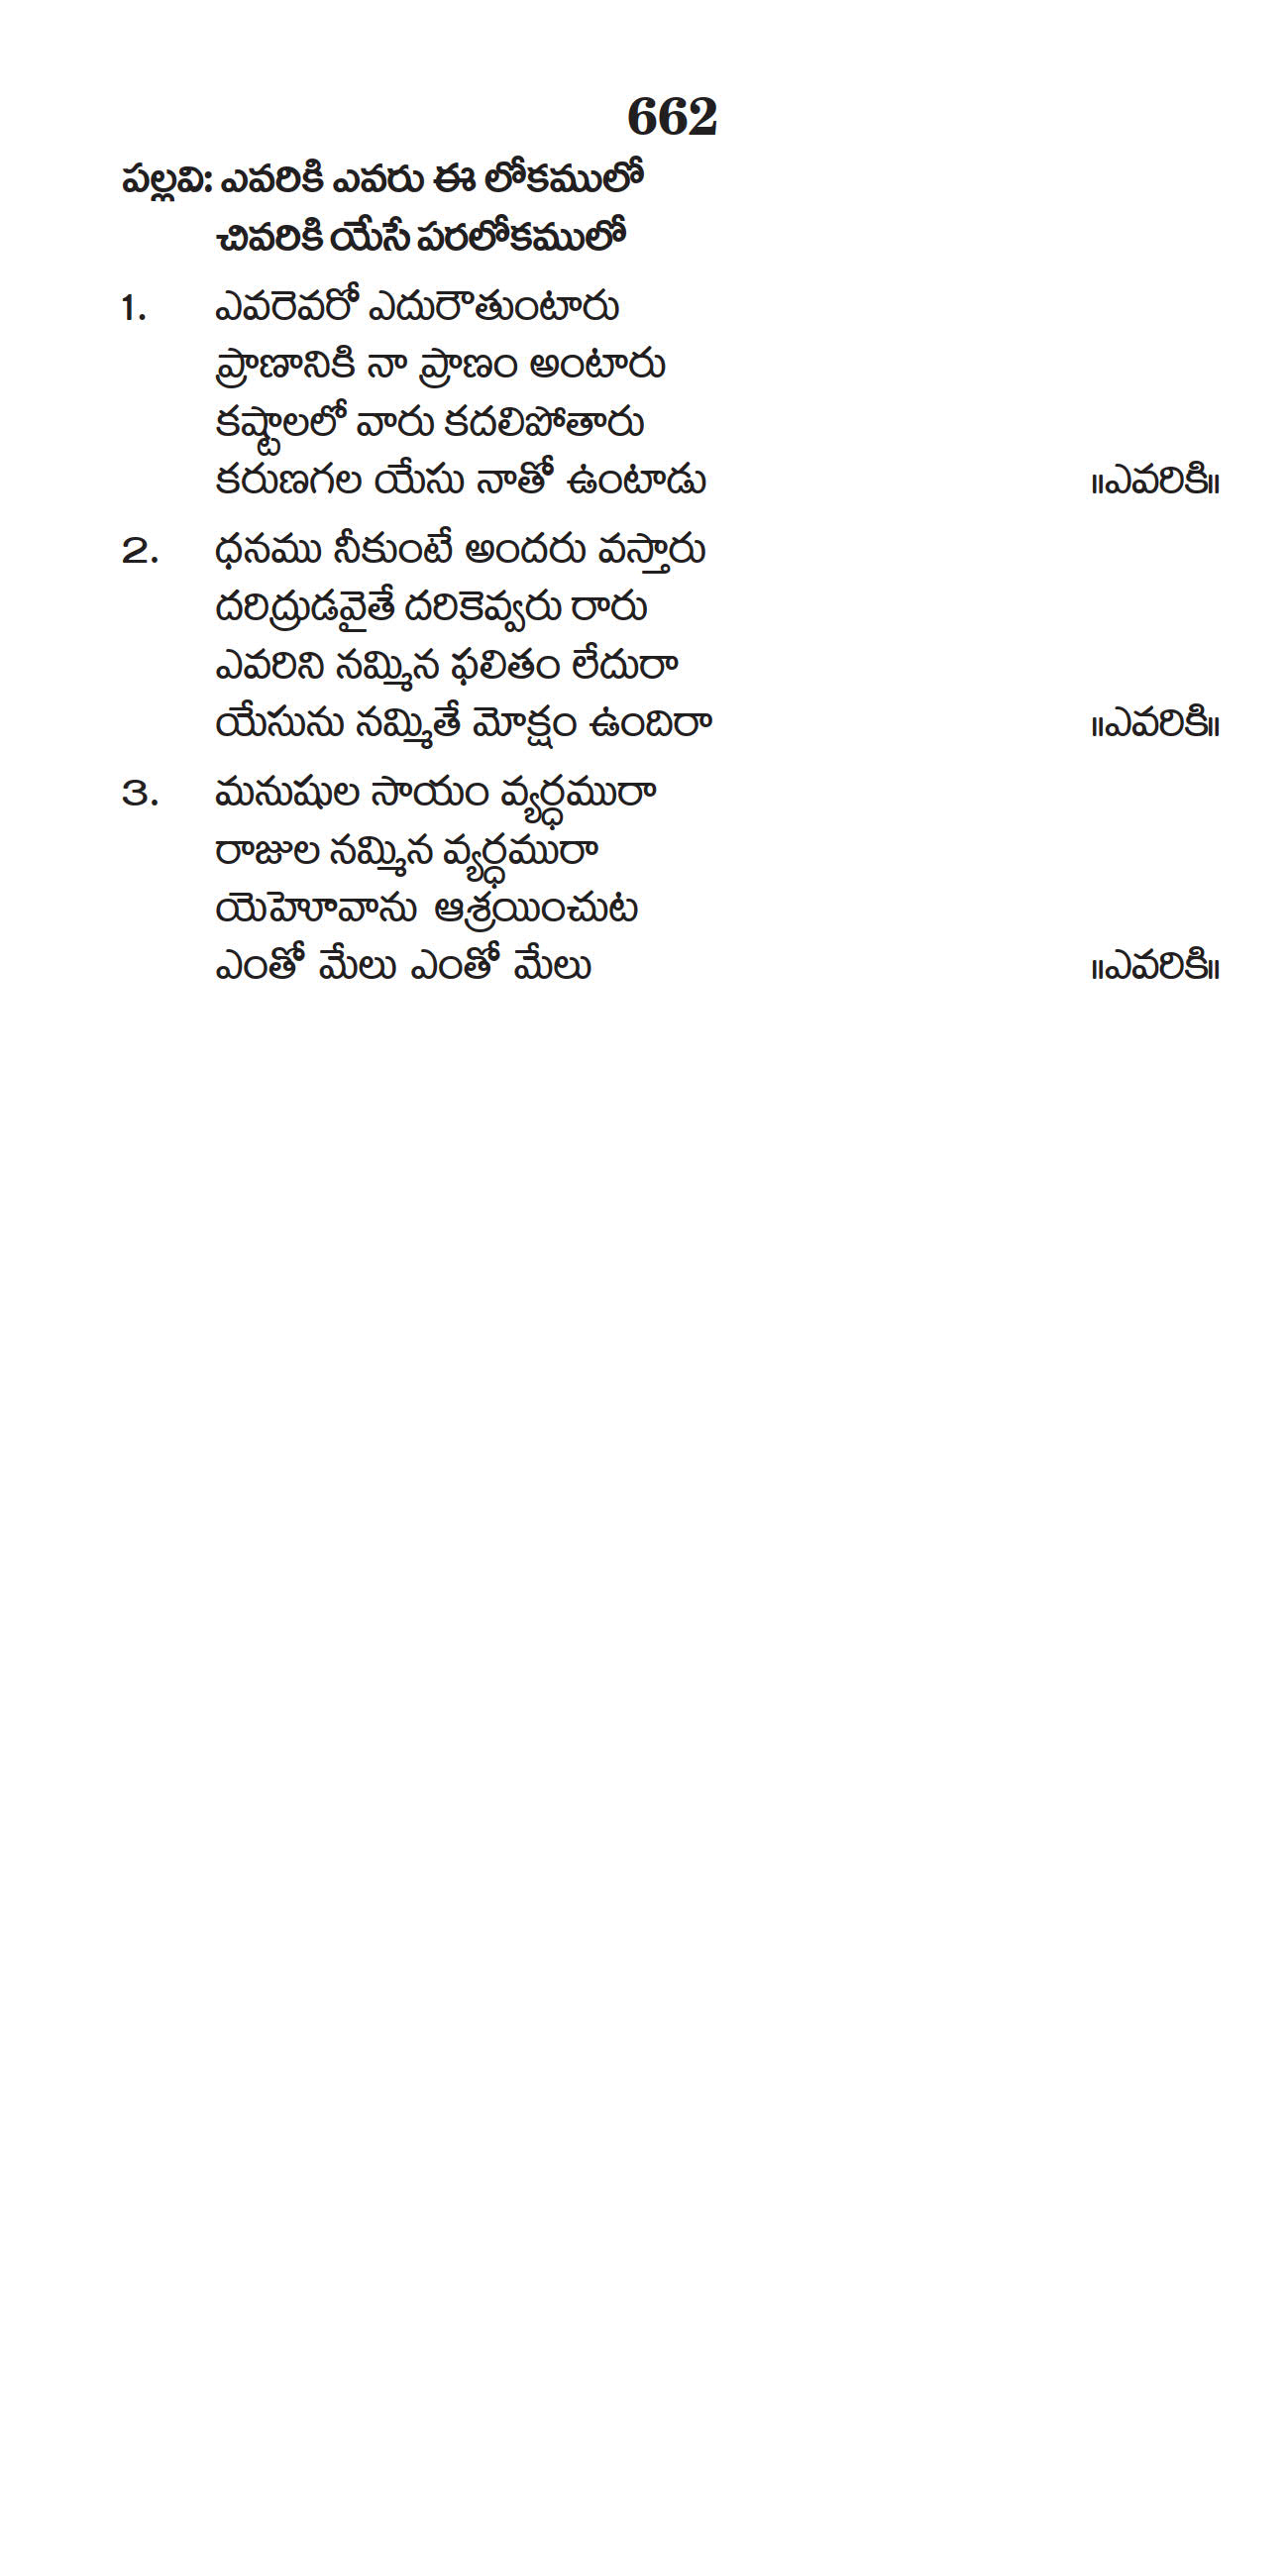 662
పల్లవి: ఎవరికి ఎవరు ఈ లోకములో
చివరికి యేసే పరలోకములో
1. ఎవరెవరో ఎదురౌతుంటారు
ప్రాణానికి నా ప్రాణం అంటారు
కష్టాలలో వారు కదలిపోతారు
కరుణగల యేసు నాతో ఉంటాడు ॥ఎవరికి॥
2. ధనము నీకుంటే అందరు వస్తారు
దరిద్రుడవైతే దరికెవ్వరు రారు
ఎవరిని నమ్మిన ఫలితం లేదురా
యేసును నమ్మితే మోక్షం ఉందిరా ॥ఎవరికి॥
3. మనుషుల సాయం వ్యర్ధమురా
రాజుల నమ్మిన వ్యర్ధమురా
యెహెూవాను ఆశ్రయించుట
ఎంతో మేలు ఎంతో మేలు ॥ఎవరికి॥